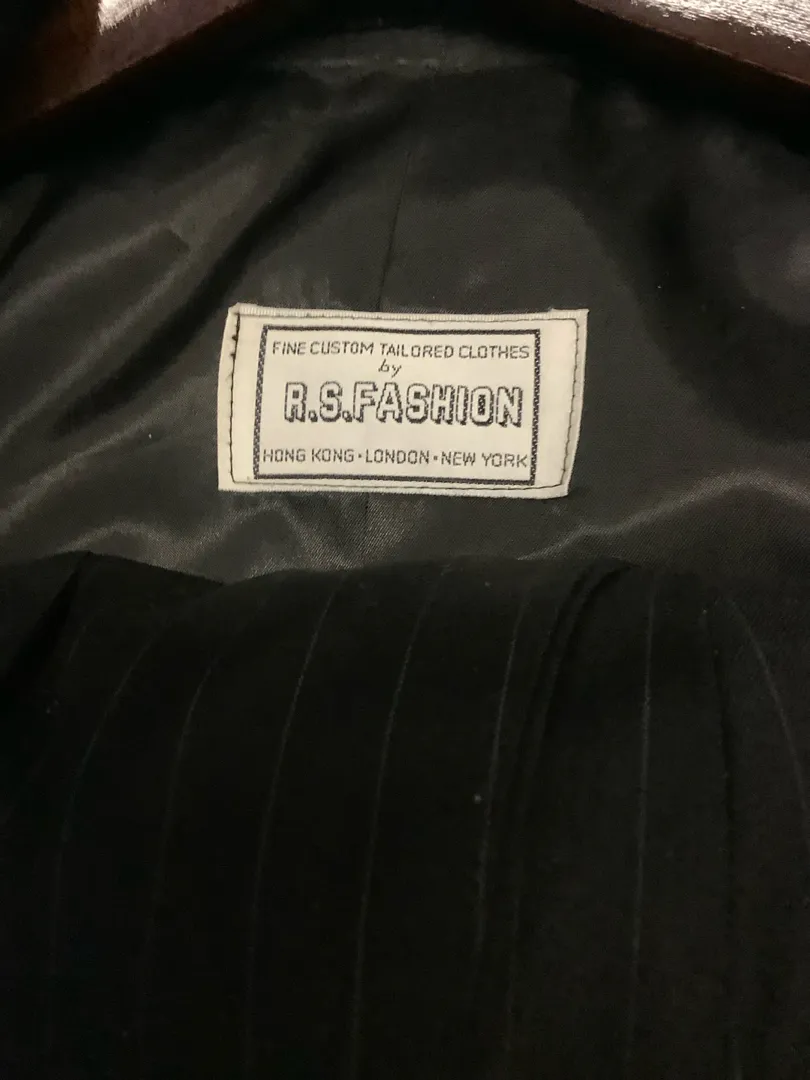 FINE CUSTOM TAILORED CLOTHES
by
R.S.FASHION
HONG KONG · LONDON · NEW YORK